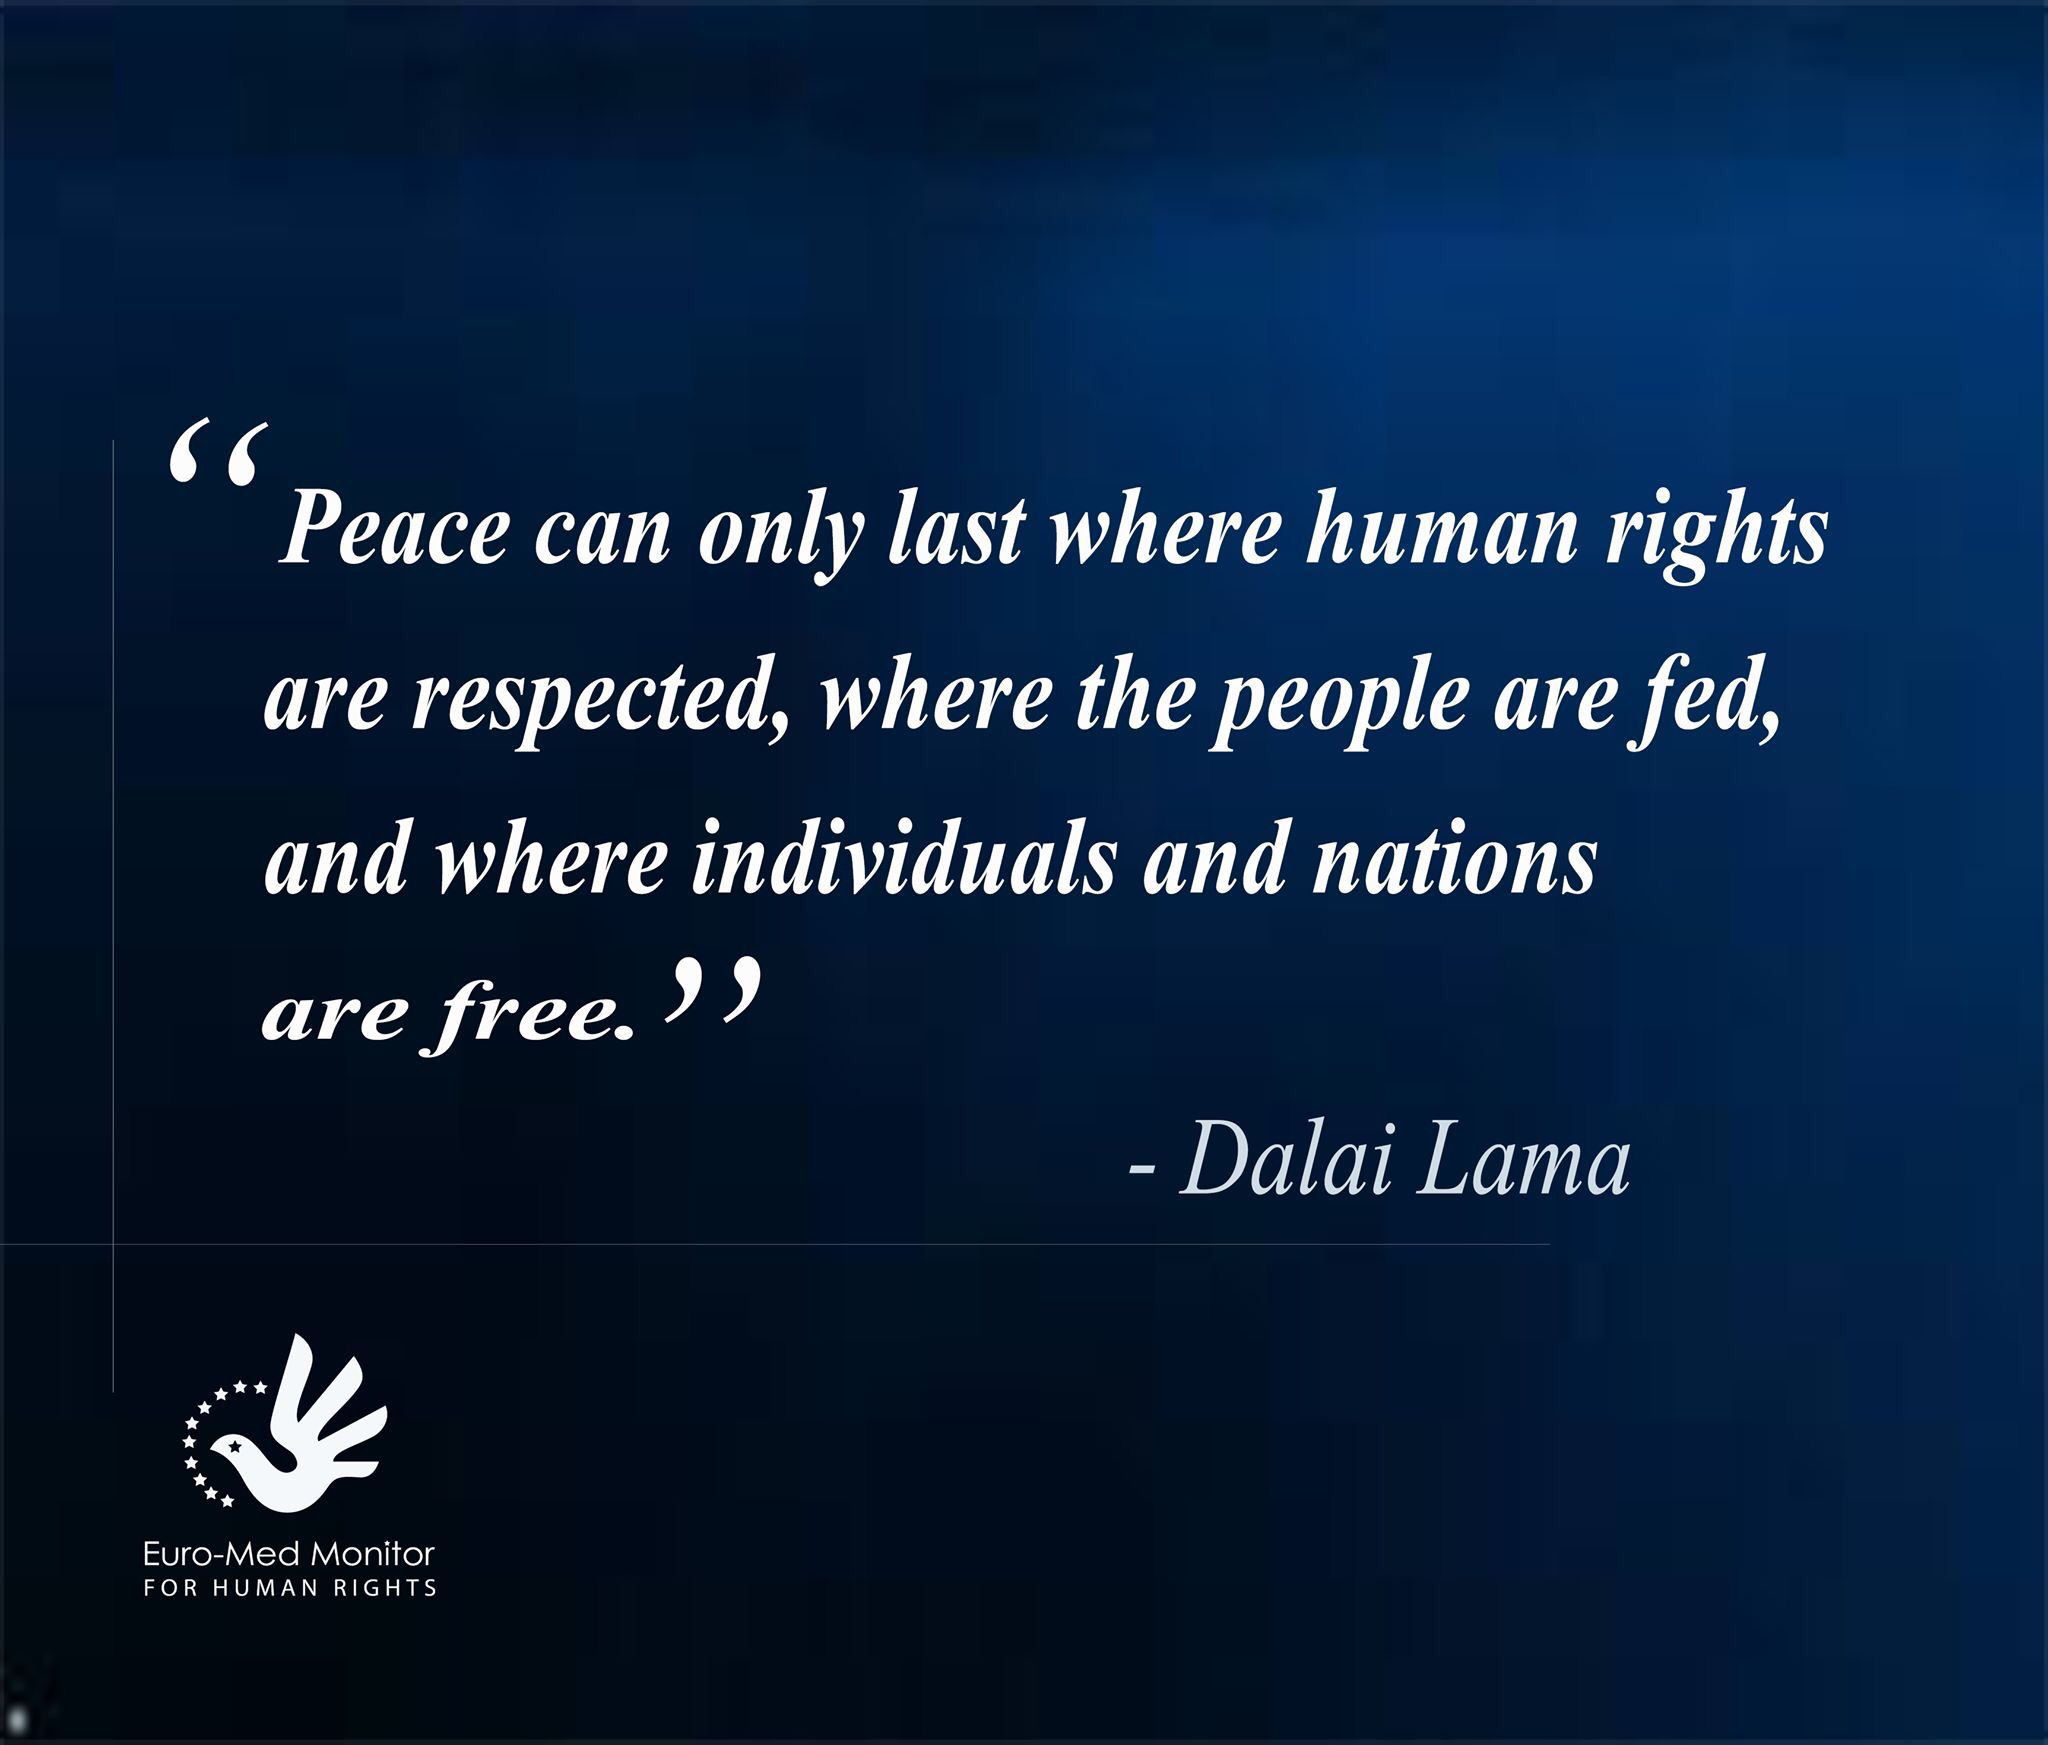 “Peace can only last where human rights
are respected, where the people are fed,
and where individuals and nations
are free.”
- Dalai Lama
Euro-Med Monitor
FOR HUMAN RIGHTS